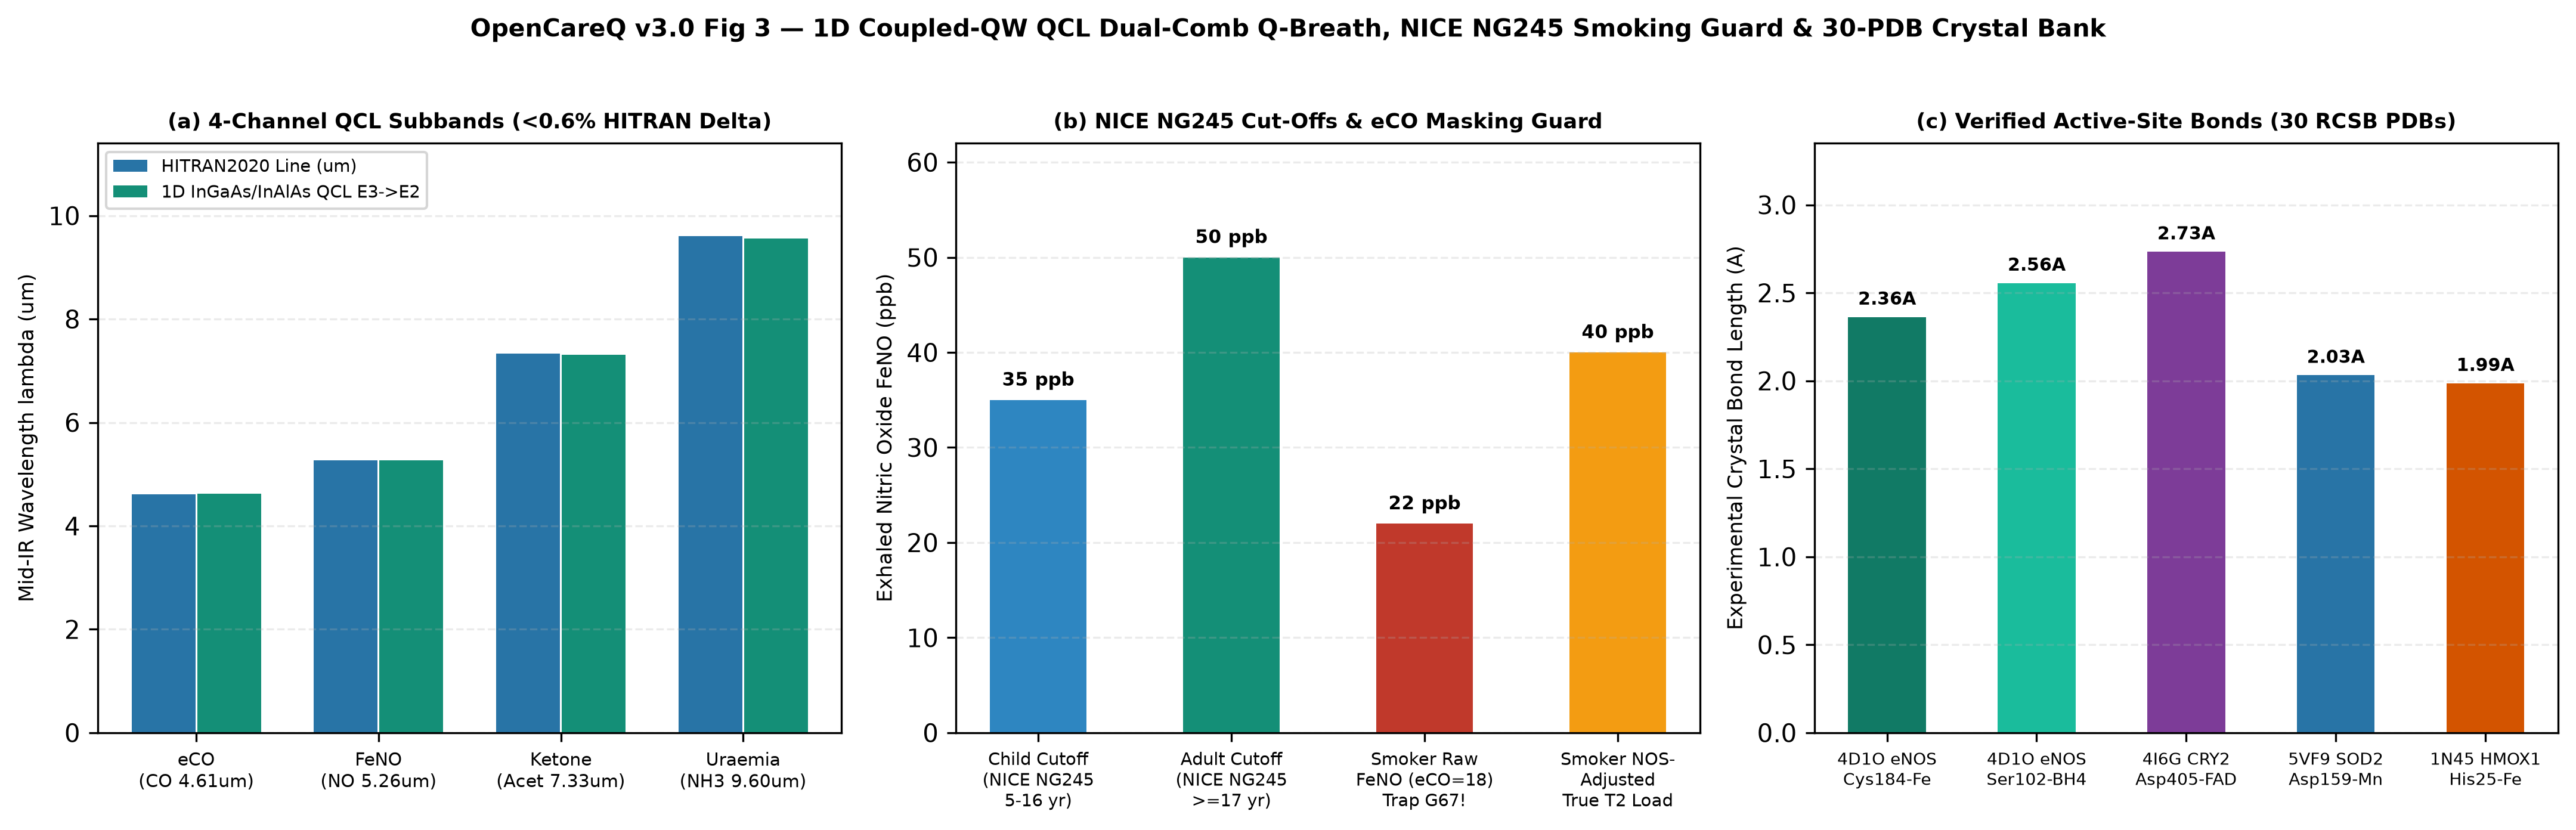 OpenCareQ v3.0 Fig 3 — 1D Coupled-QW QCL Dual-Comb Q-Breath, NICE NG245 Smoking Guard & 30-PDB Crystal Bank
(a) 4-Channel QCL Subbands (<0.6% HITRAN Delta)
HITRAN2020 Line (um)
1D InGaAs/InAlAs QCL E3->E2
Mid-IR Wavelength lambda (um)
10
8
6
4
2
0
eCO
(CO 4.61um)
FeNO
(NO 5.26um)
Ketone
(Acet 7.33um)
Uraemia
(NH3 9.60um)
(b) NICE NG245 Cut-Offs & eCO Masking Guard
Exhaled Nitric Oxide FeNO (ppb)
60
50
40
30
20
10
0
35 ppb
50 ppb
22 ppb
40 ppb
Child Cutoff
(NICE NG245
5-16 yr)
Adult Cutoff
(NICE NG245
>=17 yr)
Smoker Raw
FeNO (eCO=18)
Trap G67!
Smoker NOS-
Adjusted
True T2 Load
(c) Verified Active-Site Bonds (30 RCSB PDBs)
Experimental Crystal Bond Length (A)
3.0
2.5
2.0
1.5
1.0
0.5
0.0
2.36A
2.56A
2.73A
2.03A
1.99A
4D1O eNOS
Cys184-Fe
4D1O eNOS
Ser102-BH4
4I6G CRY2
Asp405-FAD
5VF9 SOD2
Asp159-Mn
1N45 HMOX1
His25-Fe